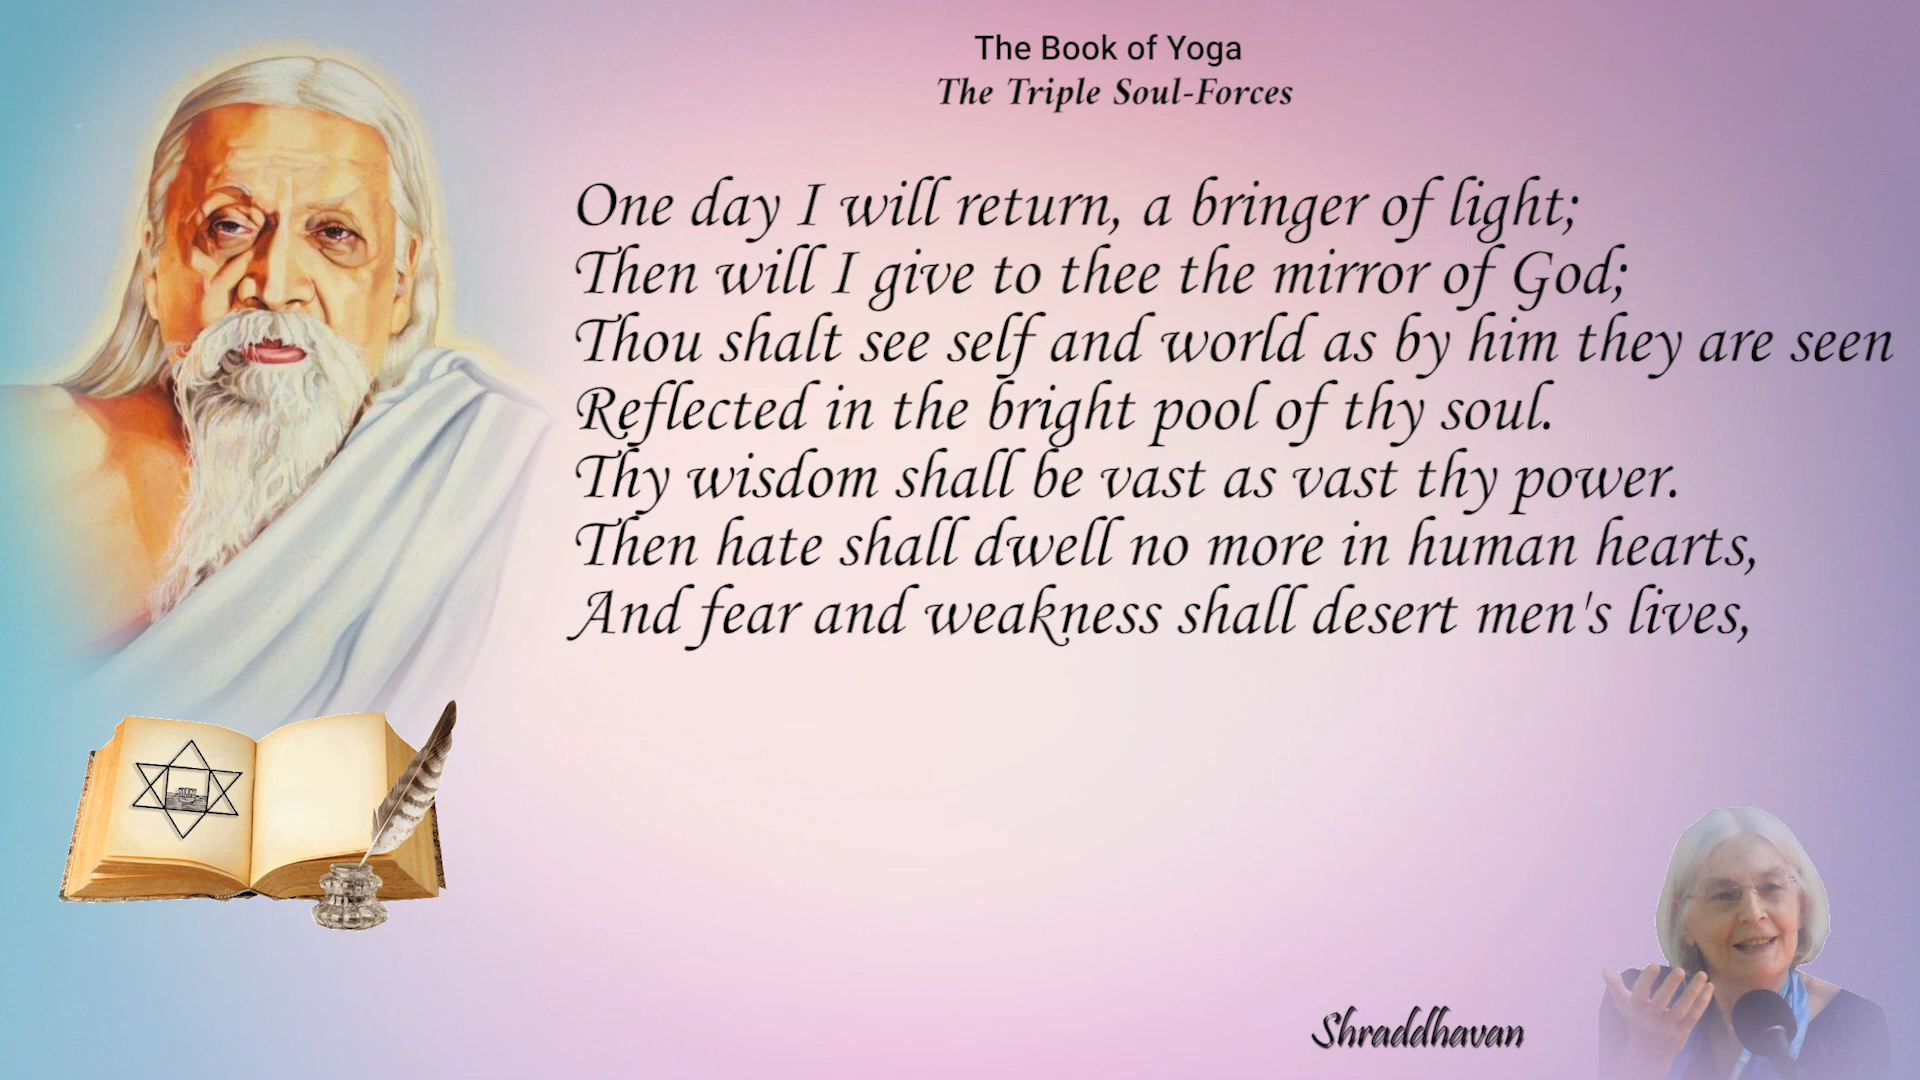 The Book of Yoga
The Triple Soul-Forces
One day I will return, a bringer of light;
Then will I give to thee the mirror of God;
Thou shalt see self and world as by him they are seen
Reflected in the bright pool of thy soul.
Thy wisdom shall be vast as vast thy power.
Then hate shall dwell no more in human hearts,
And fear and weakness shall desert men's lives,
Shraddhavan